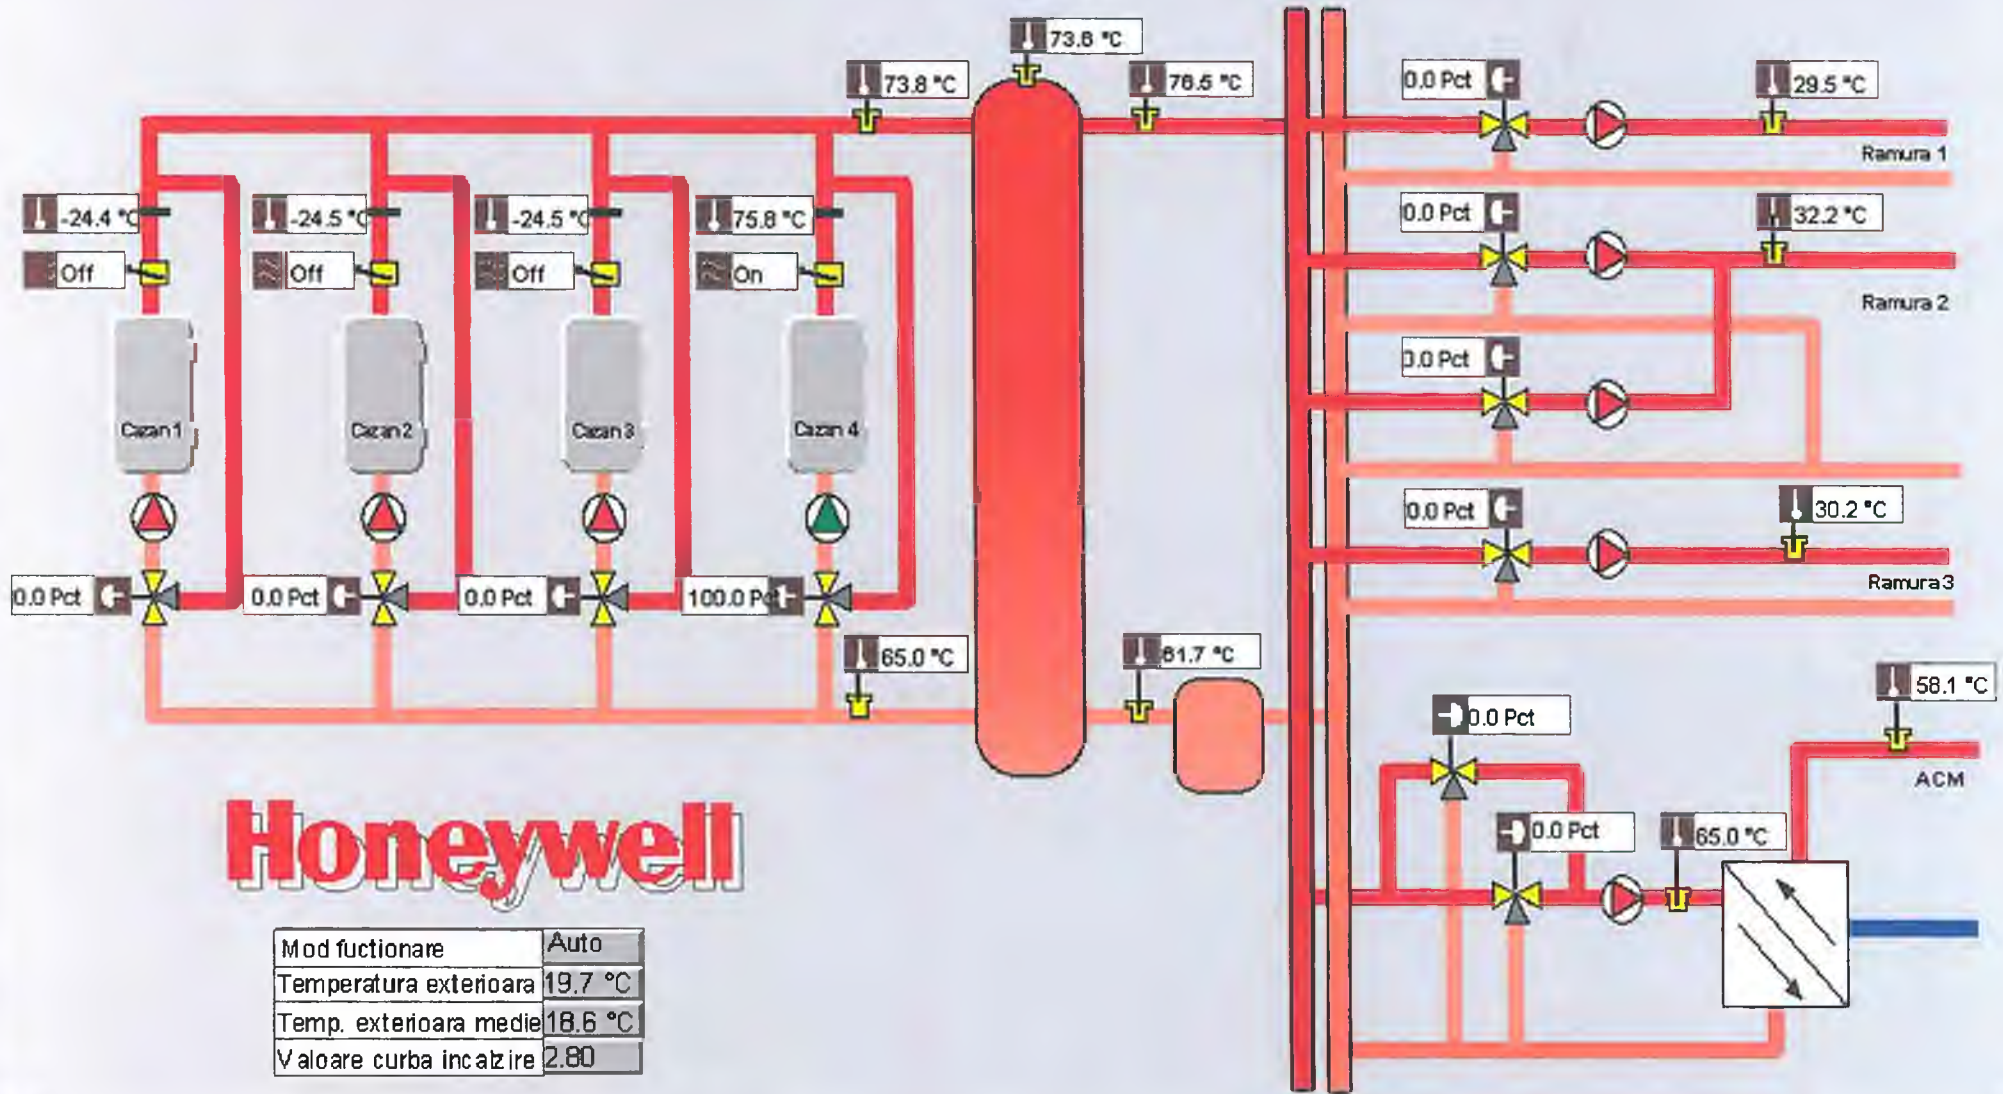 73.8 °C
73.8 °C
76.5 °C
0.0 Pct
29.5 °C
Ramura 1
-24.4 °C
-24.5 °C
-24.5 °C
75.8 °C
0.0 Pct
32.2 °C
Off
Off
Off
On
Ramura 2
0.0 Pct
Cazan 1
Cazan 2
Cazan 3
Cazan 4
0.0 Pct
30.2 °C
Ramura 3
0.0 Pct
0.0 Pct
0.0 Pct
100.0 Pct
65.0 °C
61.7 °C
58.1 °C
0.0 Pct
ACM
0.0 Pct
65.0 °C
Honeywell
Mod fuctionare Auto
Temperatura exterioara 19.7 °C
Temp. exterioara medie 18.6 °C
Valoare curba incalzire 2.80